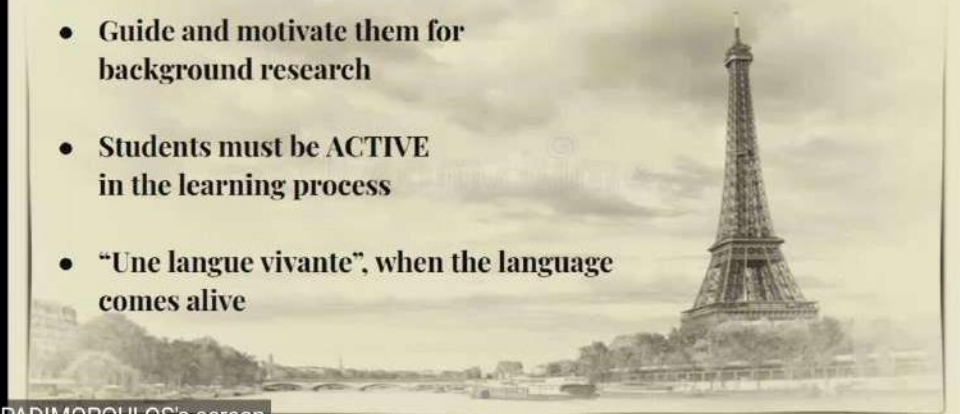 ● Guide and motivate them for
background research
● Students must be ACTIVE
in the learning process
● “Une langue vivante”, when the language
comes alive
screen